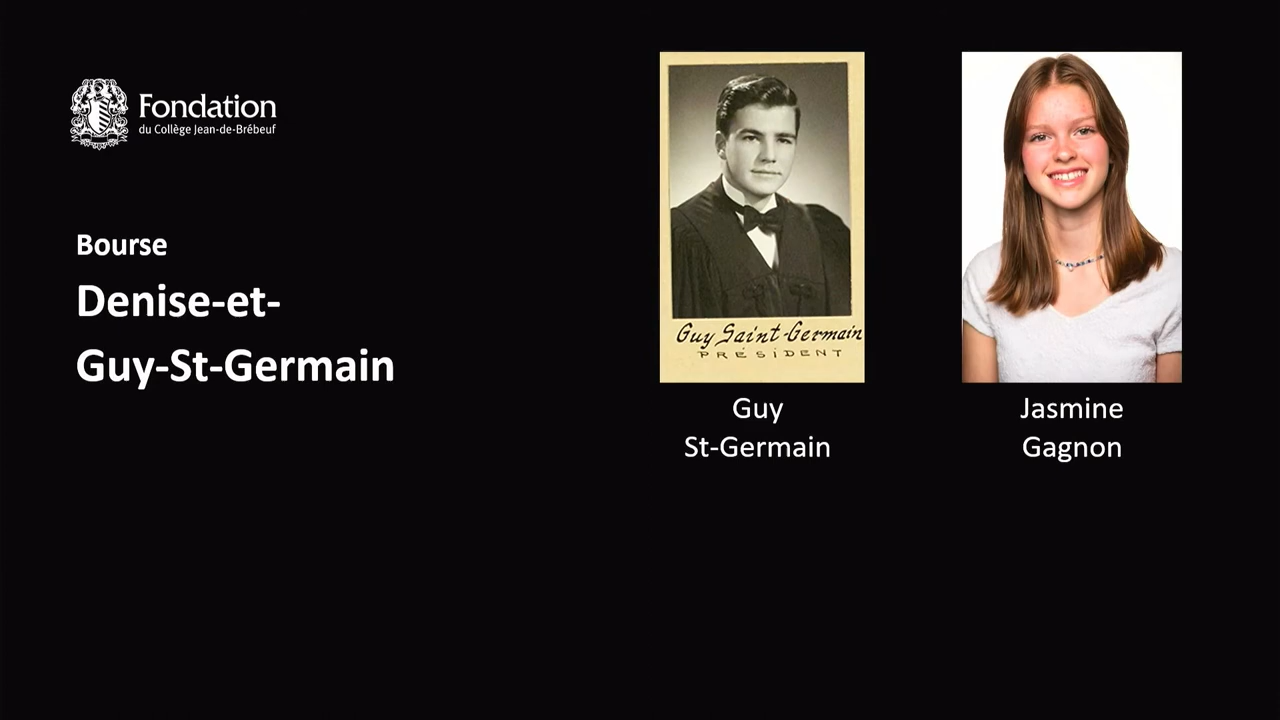 Fondation
du Collège Jean-de-Brébeuf
Bourse
Denise-et-
Guy-St-Germain
Guy Saint-Germain
PRÉSIDENT
Guy
St-Germain
Jasmine
Gagnon